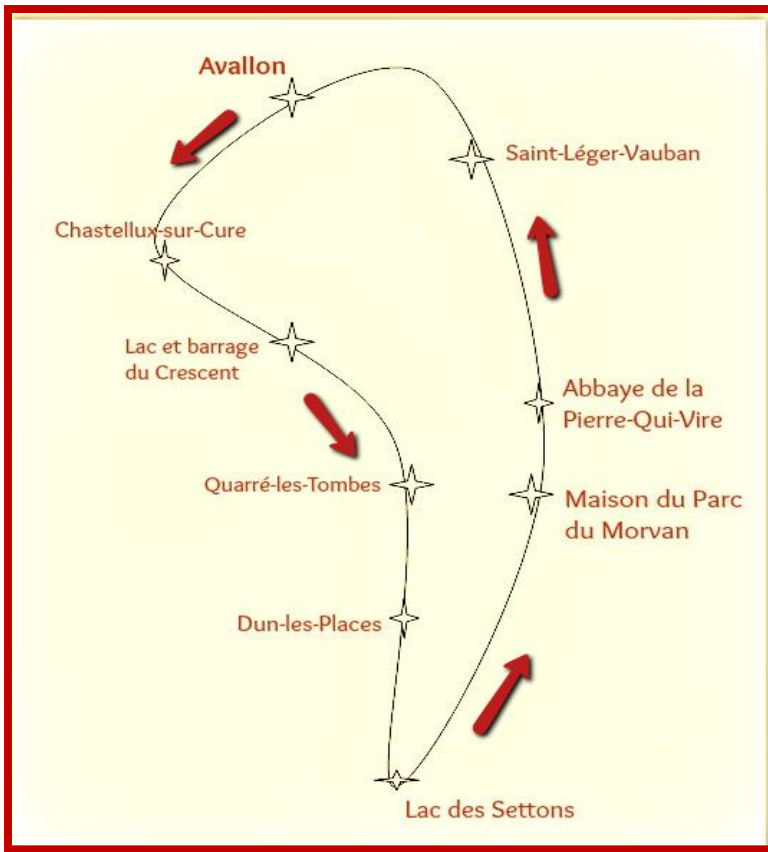 Avallon
Saint-Léger-Vauban
Chastellux-sur-Cure
Lac et barrage
du Crescent
Abbaye de la
Pierre-Qui-Vire
Quarré-les-Tombes
Maison du Parc
du Morvan
Dun-les-Places
Lac des Settons